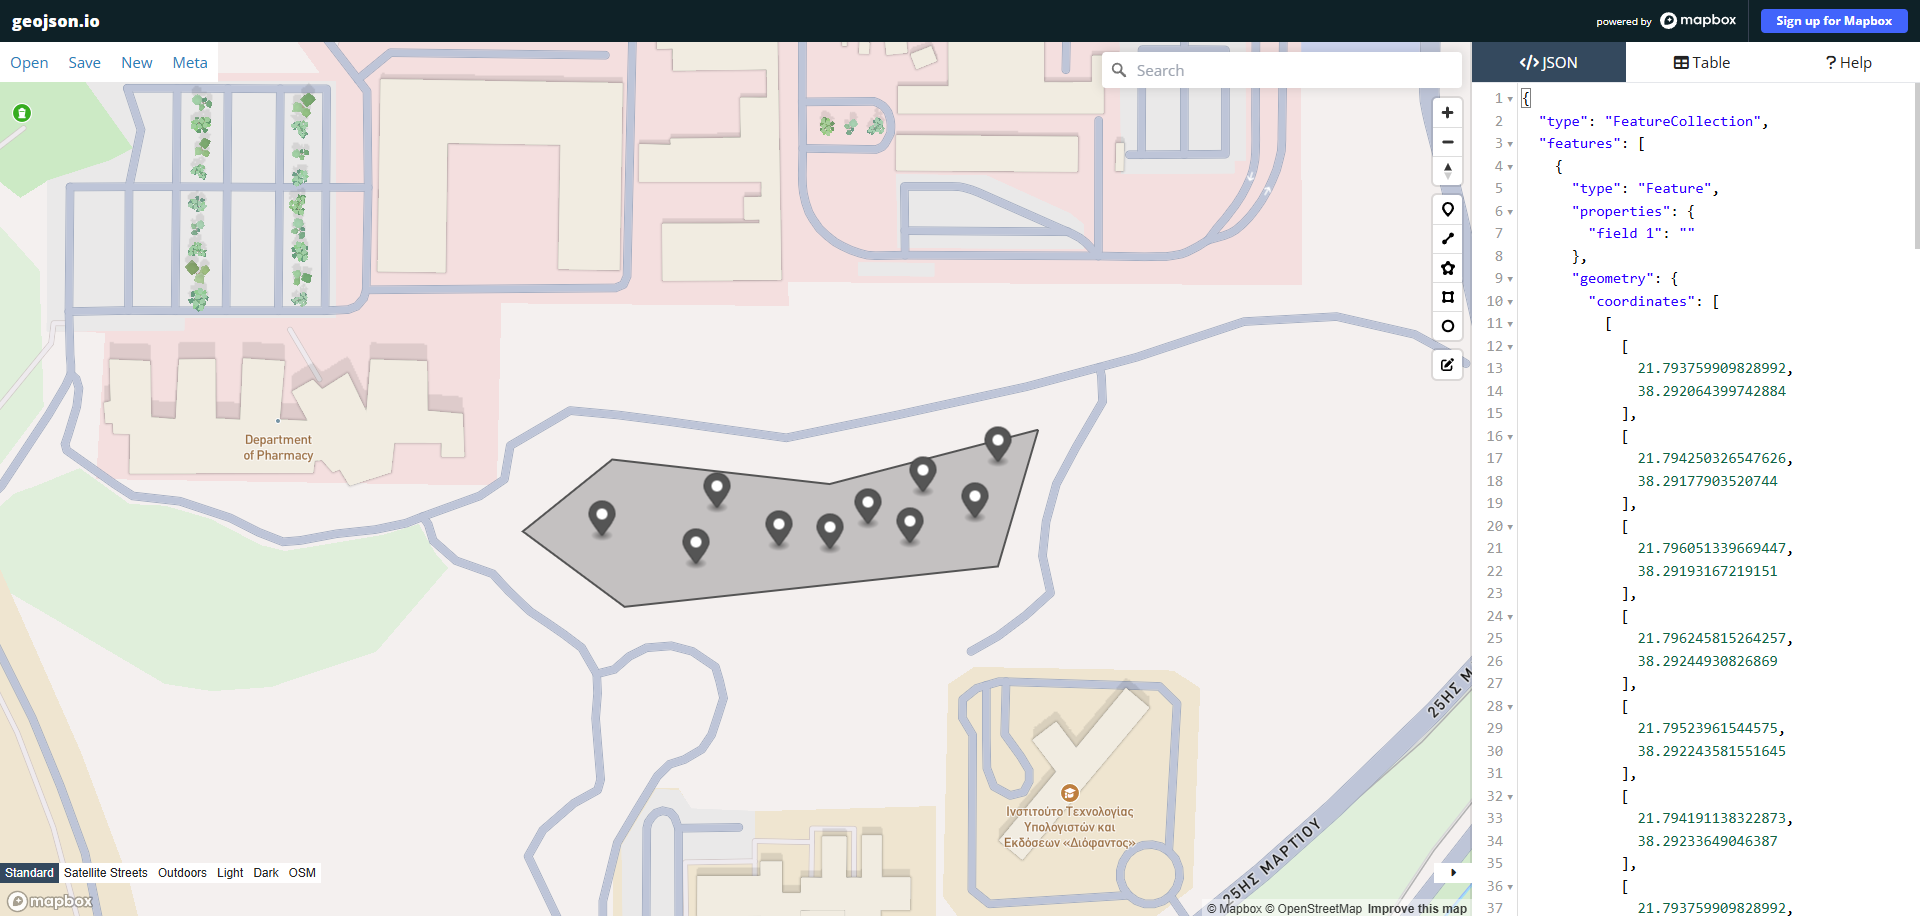 geojson.io
powered by mapbox
Sign up for Mapbox
Open Save New Meta
Search
JSON
Table
? Help
Department
of Pharmacy
Ινστιτούτο Τεχνολογίας
Υπολογιστών και
Εκδόσεων «Διόφαντος»
25ΗΣ ΜΑΡΤΊΟΥ
25ΗΣ Μ
Standard Satellite Streets Outdoors Light Dark OSM
mapbox
© Mapbox © OpenStreetMap Improve this map
1 {
2 "type": "FeatureCollection",
3 "features": [
4 {
5 "type": "Feature",
6 "properties": {
7 "field 1": ""
8 },
9 "geometry": {
10 "coordinates": [
11 [
12 [
13 21.793759909828992,
14 38.292064399742884
15 ],
16 [
17 21.794250326547626,
18 38.29177903520744
19 ],
20 [
21 21.796051339669447,
22 38.29193167219151
23 ],
24 [
25 21.796245815264257,
26 38.29244930826869
27 ],
28 [
29 21.79523961544575,
30 38.292243581551645
31 ],
32 [
33 21.794191138322873,
34 38.29233649046387
35 ],
36 [
37 21.793759909828992,